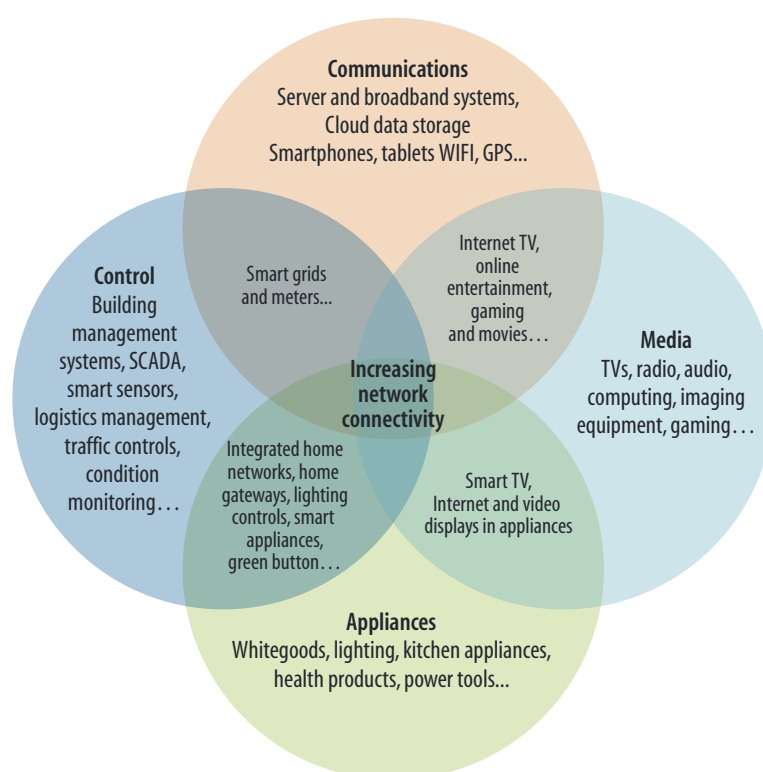 Communications
Server and broadband systems,
Cloud data storage
Smartphones, tablets WIFI, GPS...
Control
Building
management
systems, SCADA,
smart sensors,
logistics management,
traffic controls,
condition
monitoring...
Smart grids
and meters...
Internet TV,
online
entertainment,
gaming
and movies...
Media
TVs, radio, audio,
computing, imaging
equipment, gaming...
Increasing
network
connectivity
Integrated home
networks, home
gateways, lighting
controls, smart
appliances,
green button...
Smart TV,
Internet and video
displays in appliances
Appliances
Whitegoods, lighting, kitchen appliances,
health products, power tools...